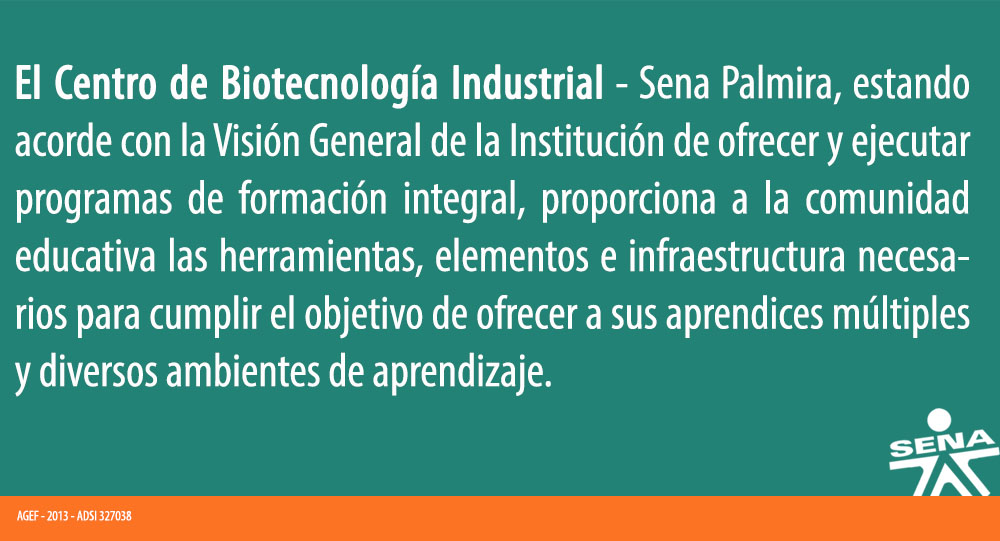 El Centro de Biotecnología Industrial - Sena Palmira, estando
acorde con la Visión General de la Institución de ofrecer y ejecutar
programas de formación integral, proporciona a la comunidad
educativa las herramientas, elementos e infraestructura necesa-
rios para cumplir el objetivo de ofrecer a sus aprendices múltiples
y diversos ambientes de aprendizaje.
SENA
AGEF - 2013 - ADSI 327038